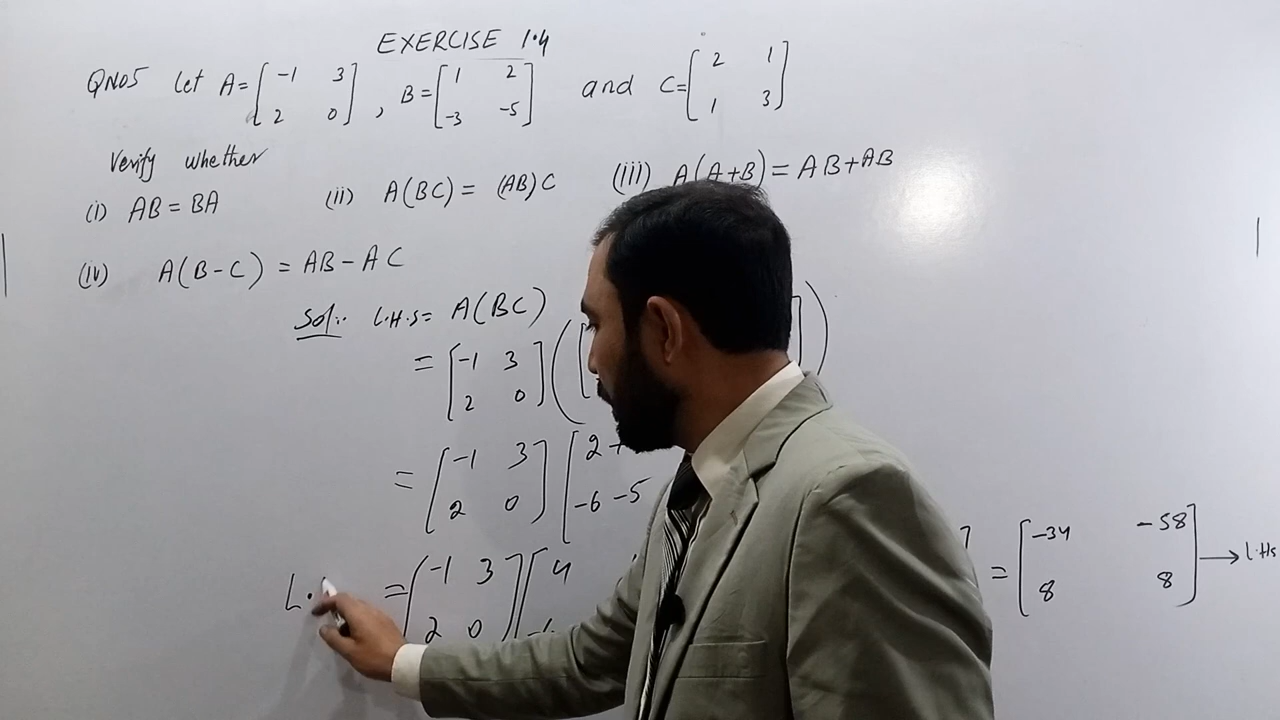 EXERCISE 1.4
QNO5 Let A = [ -1 3 , B = [ 1 2 ] and C = [ 2 1 ]
2 0 ] -3 -5 1 3
Verify whether
(i) AB = BA (ii) A(BC) = (AB)C (iii) A(A+B) = AB+AB
(iv) A(B-C) = AB-AC
Sol:- L.H.S = A(BC)
= [ -1 3 ] ( [ ] )
2 0
= [ -1 3 ] [ 2 +
2 0 -6 -5
= [ -1 3 ] [ 4 ] = [ -34 -58 ] → L.Hs
2 0 8 8
L.